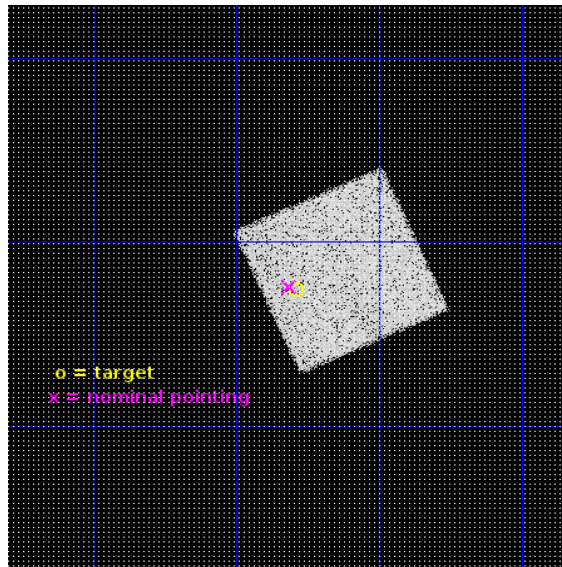 o = target
x = nominal pointing